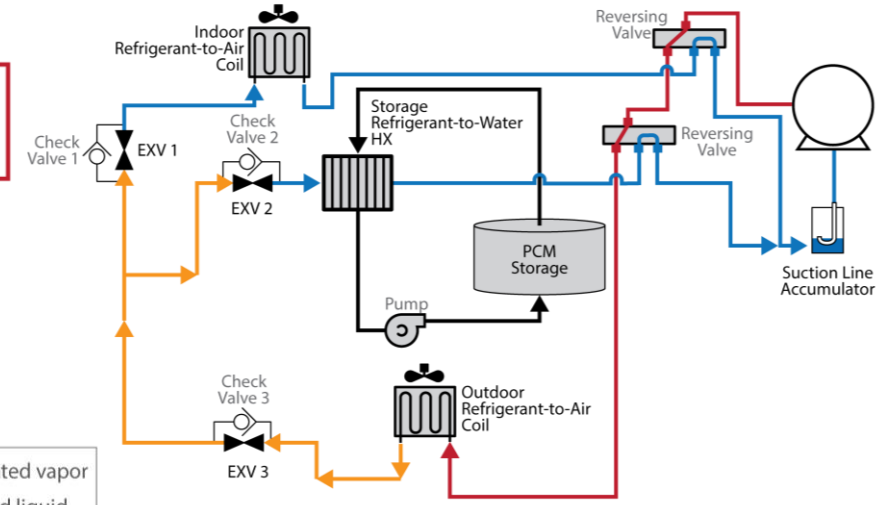 Indoor
Refrigerant-to-Air
Coil
Reversing
Valve
Check
Valve 1
EXV 1
Check
Valve 2
EXV 2
Storage
Refrigerant-to-Water
HX
Reversing
Valve
PCM
Storage
Suction Line
Accumulator
Pump
Check
Valve 3
EXV 3
Outdoor
Refrigerant-to-Air
Coil
vapor
liquid